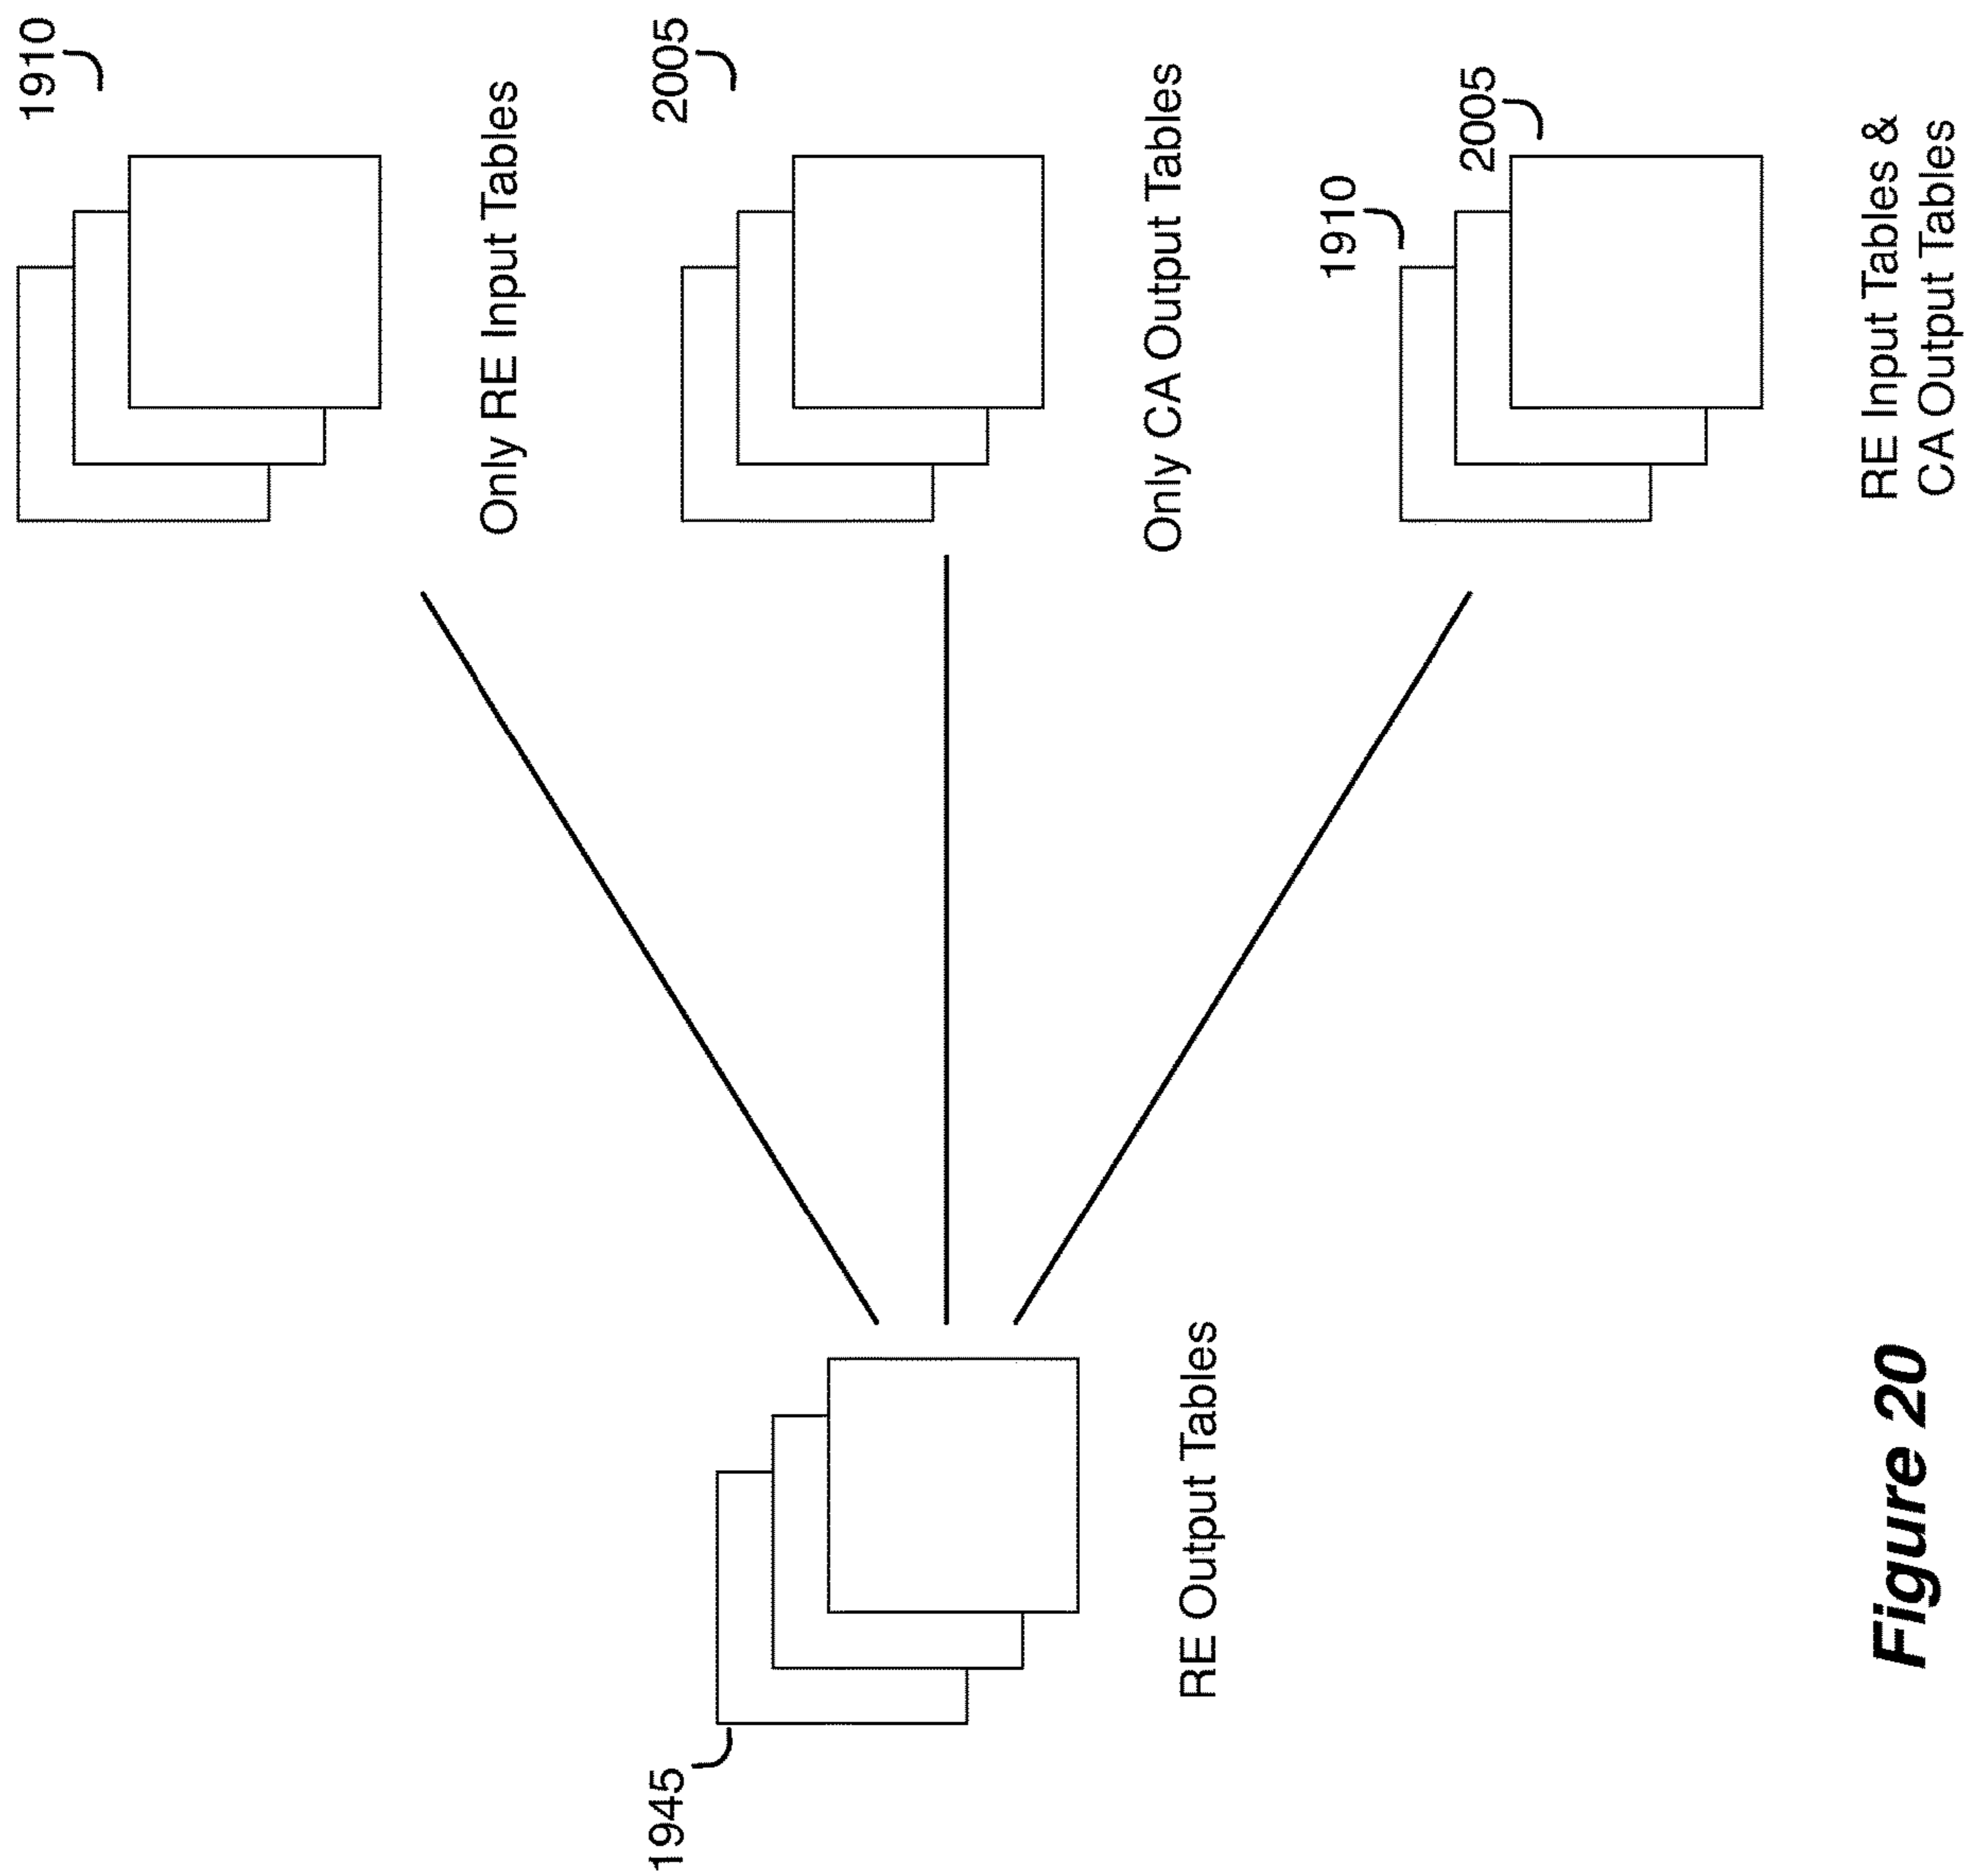 1910
Only RE Input Tables
1945
RE Output Tables
2005
Only CA Output Tables
1910
2005
RE Input Tables &
CA Output Tables
Figure 20